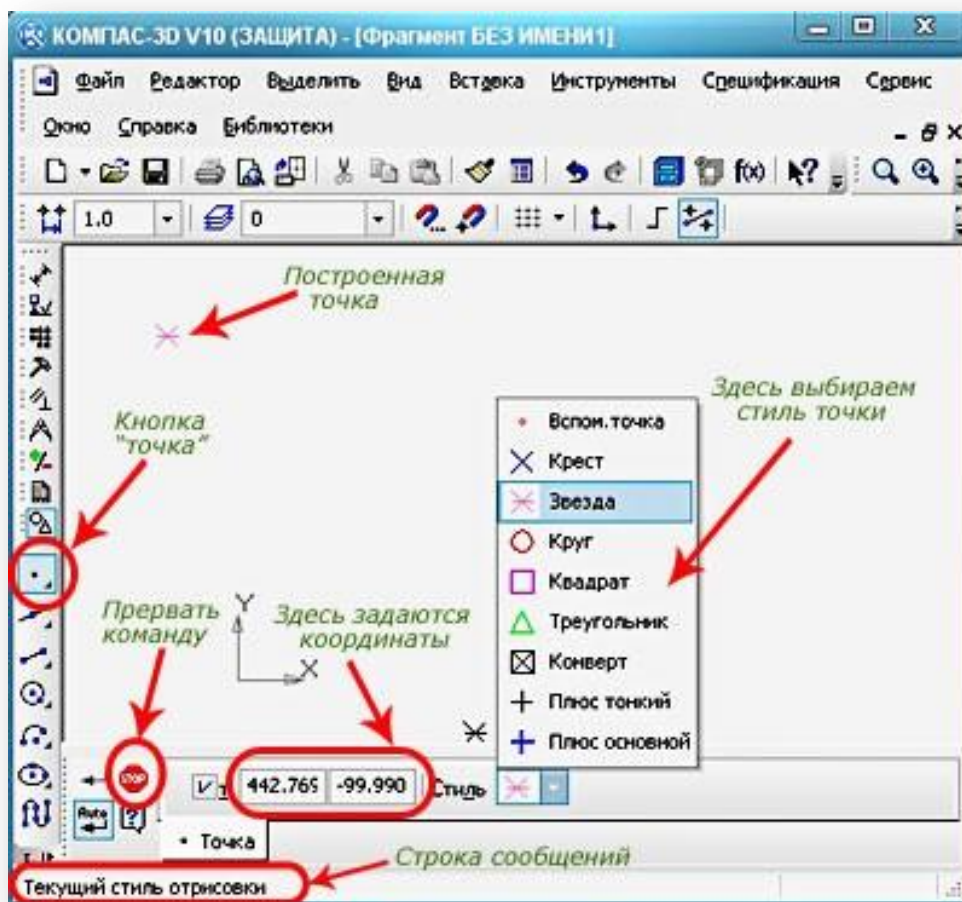 КОМПАС-3D V10 (ЗАЩИТА) - [Фрагмент БЕЗ ИМЕНИ1]
Файл Редактор Выделить Вид Вставка Инструменты Спецификация Сервис
Окно Справка Библиотеки
f(x)
1.0
0
Построенная
точка
Здесь выбираем
стиль точки
Кнопка
"точка"
Вспом.точка
Крест
Звезда
Круг
Квадрат
Треугольник
Конверт
Плюс тонкий
Плюс основной
Прервать
команду
Y
X
Здесь задаются
координаты
STOP
442.769 -99.990 Стиль
Auto
Точка
Строка сообщений
Текущий стиль отрисовки